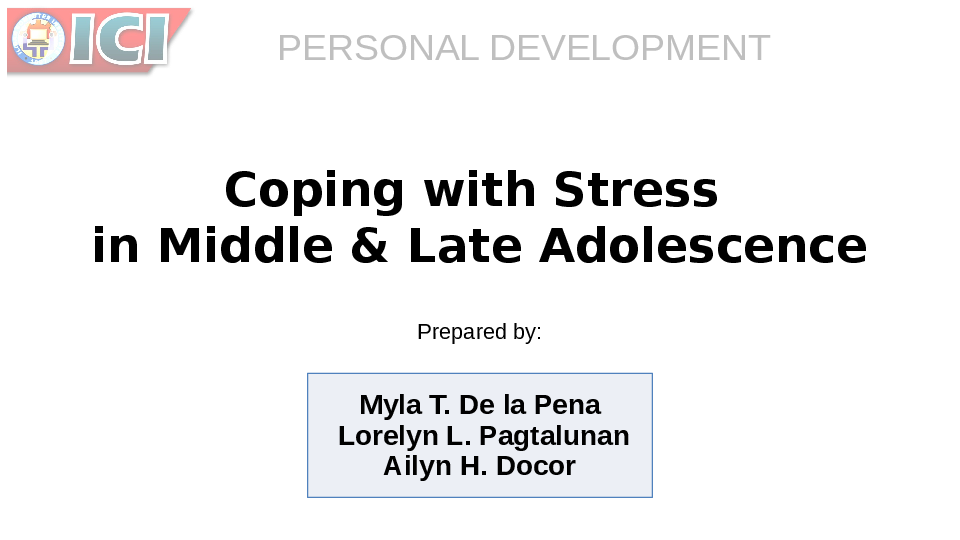 ICI
PERSONAL DEVELOPMENT
Coping with Stress
in Middle & Late Adolescence
Prepared by:
Myla T. De la Pena
Lorelyn L. Pagtalunan
Ailyn H. Docor